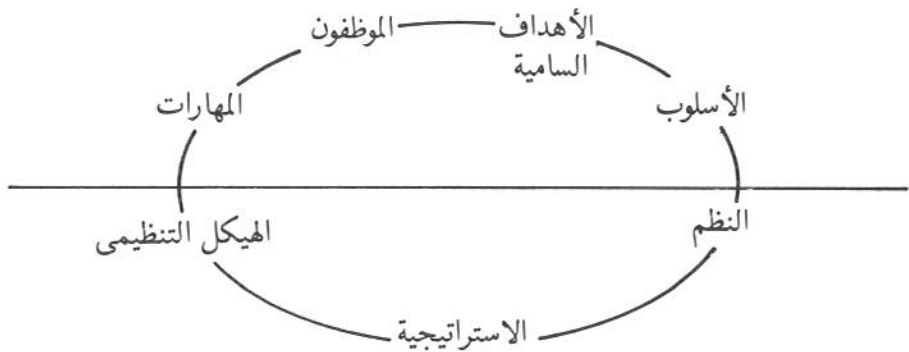 الأهداف
السامية
الموظفون
الأسلوب
المهارات
النظم
الهيكل التنظيمى
الاستراتيجية